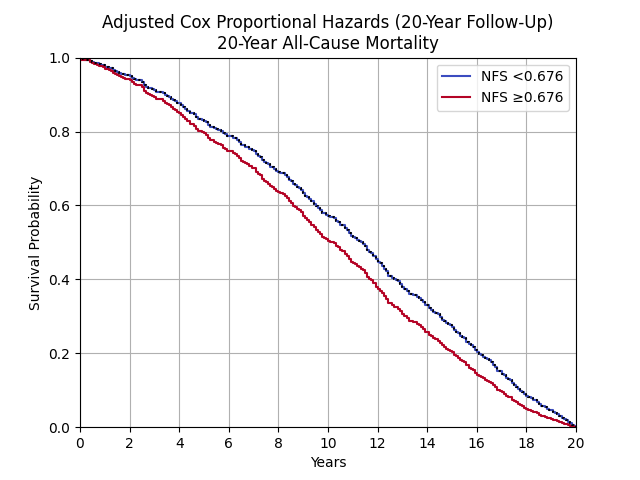 Adjusted Cox Proportional Hazards (20-Year Follow-Up)
20-Year All-Cause Mortality
NFS <0.676
NFS ≥0.676
Survival Probability
1.0
0.8
0.6
0.4
0.2
0.0
0 2 4 6 8 10 12 14 16 18 20
Years